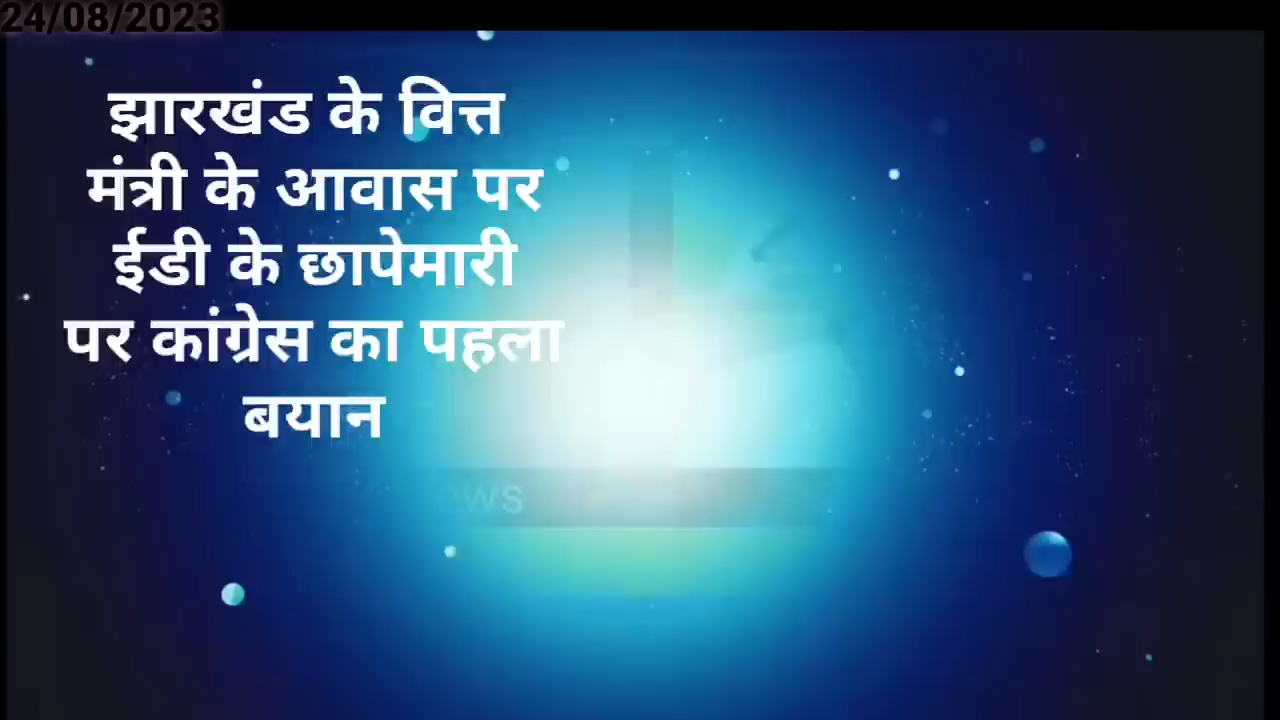 24/08/2023
झारखंड के वित्त
मंत्री के आवास पर
ईडी के छापेमारी
पर कांग्रेस का पहला
बयान